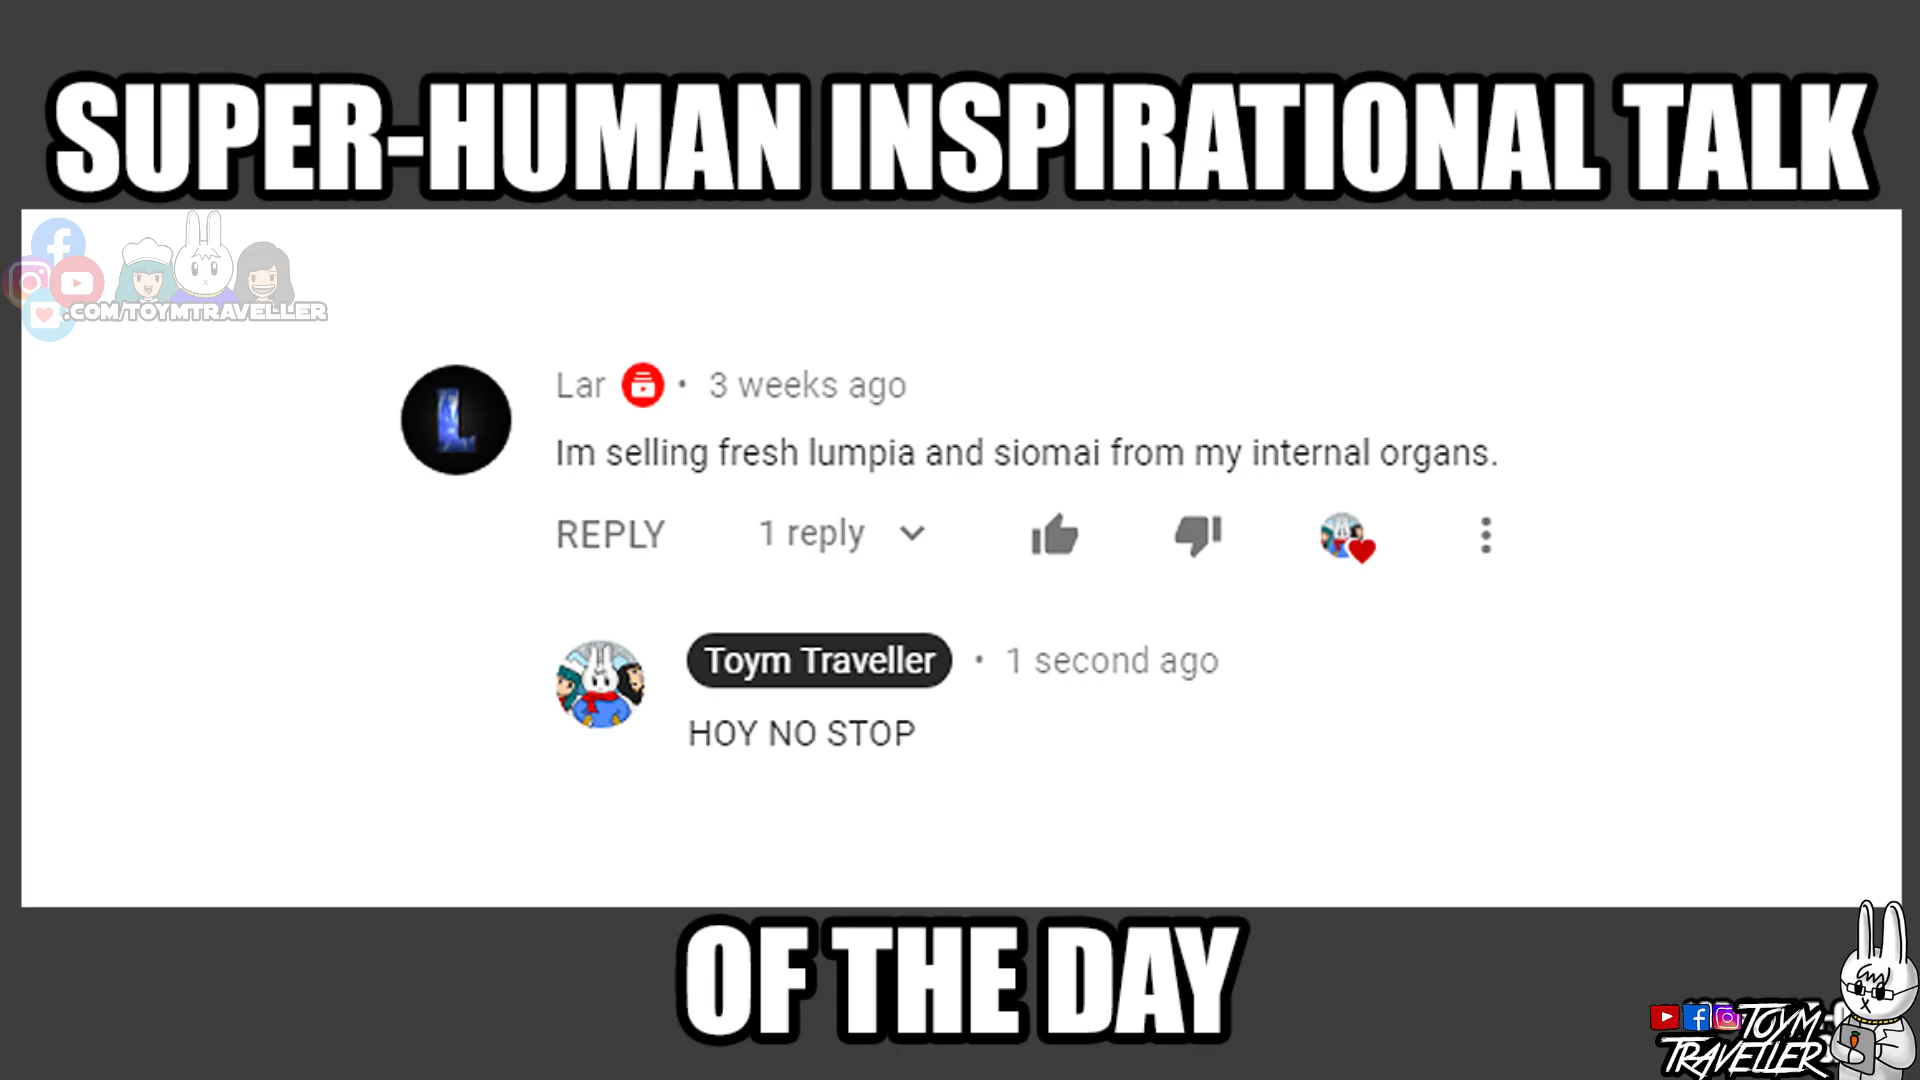 SUPER-HUMAN INSPIRATIONAL TALK
.COM/TOYMTRAVELLER
L
Lar • 3 weeks ago
Im selling fresh lumpia and siomai from my internal organs.
REPLY 1 reply
Toym Traveller • 1 second ago
HOY NO STOP
OF THE DAY
TOYM
TRAVELLER